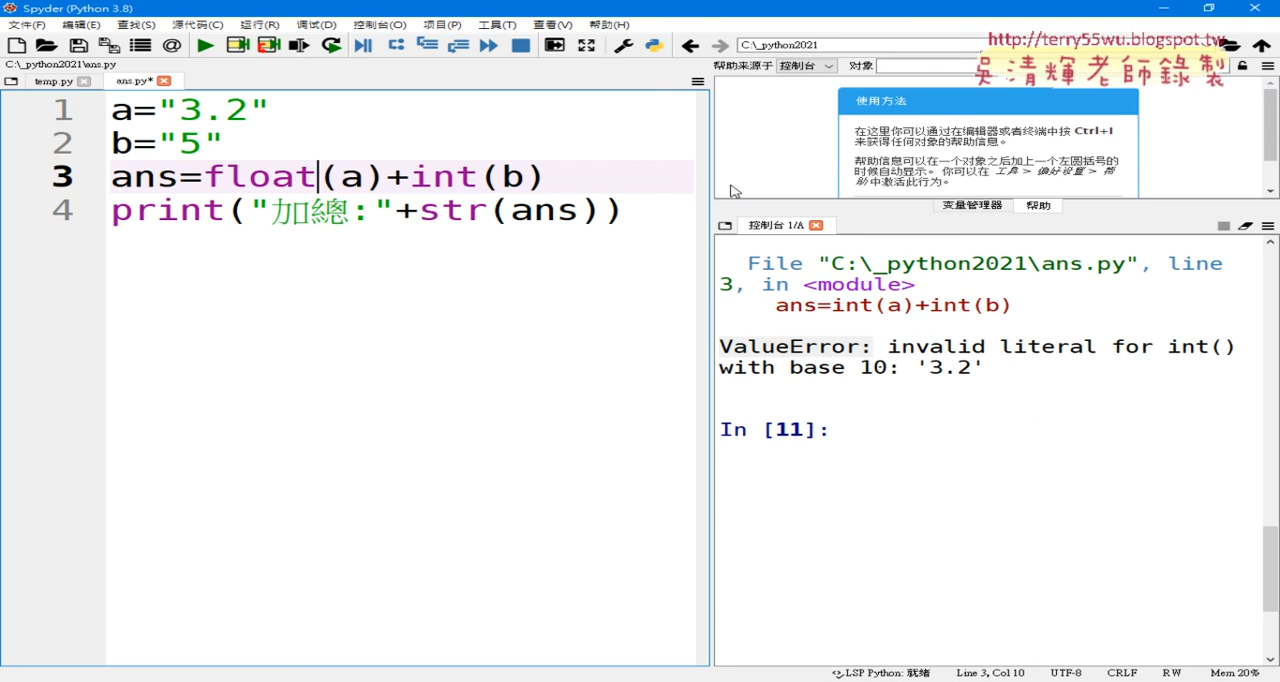 Spyder (Python 3.8)
文件(F) 编辑(E) 查找(S) 源代码(C) 运行(R) 调试(D) 控制台(O) 项目(P) 工具(T) 查看(V) 帮助(H)
C:\_python2021
http://terry55wu.blogspot.tw
吳清輝老師錄製
C:\_python2021\ans.py
temp.py
ans.py*
1 a="3.2"
2 b="5"
3 ans=float(a)+int(b)
4 print("加總:"+str(ans))
帮助来源于 控制台 对象
使用方法
在这里你可以通过在编辑器或者终端中按 Ctrl+I
来获得任何对象的帮助信息。
帮助信息可以在一个对象之后加上一个左圆括号的
时候自动显示。 你可以在 工具 > 偏好设置 > 帮
助 中激活此行为。
变量管理器 帮助
控制台 1/A
File "C:\_python2021\ans.py", line
3, in <module>
ans=int(a)+int(b)
ValueError: invalid literal for int()
with base 10: '3.2'
In [11]:
LSP Python: 就绪 Line 3, Col 10 UTF-8 CRLF RW Mem 20%